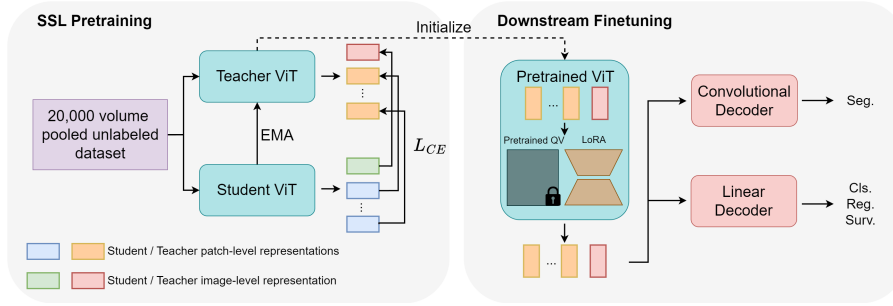 SSL Pretraining
Downstream Finetuning
Initialize
Teacher ViT
20,000 volume
pooled unlabeled
dataset
EMA
Student ViT
L_CE
Student / Teacher patch-level representations
Student / Teacher image-level representation
Pretrained ViT
...
Pretrained QV
LoRA
...
Convolutional
Decoder
Seg.
Linear
Decoder
Cls.
Reg.
Surv.